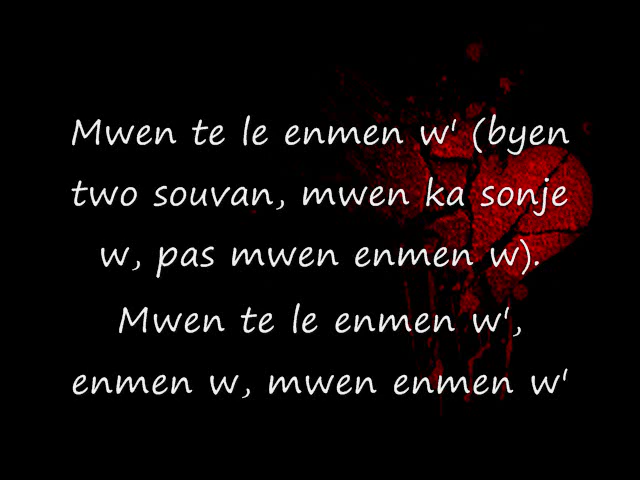 Mwen te le enmen w' (byen
two souvan, mwen ka sonje
w, pas mwen enmen w).
Mwen te le enmen w',
enmen w, mwen enmen w'